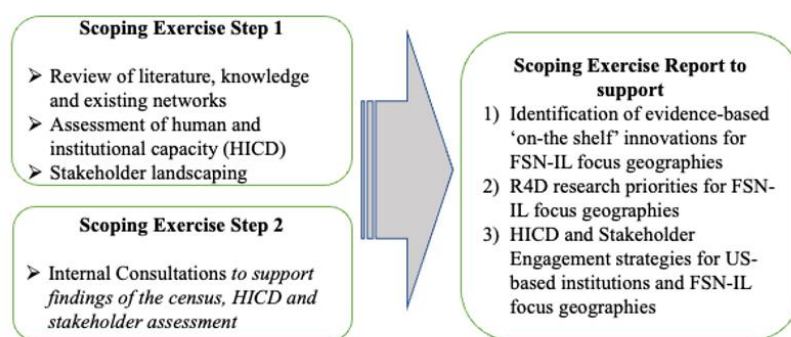 Scoping Exercise Step 1
➢ Review of literature, knowledge
and existing networks
➢ Assessment of human and
institutional capacity (HICD)
➢ Stakeholder landscaping
Scoping Exercise Step 2
➢ Internal Consultations to support
findings of the census, HICD and
stakeholder assessment
Scoping Exercise Report to
support
1) Identification of evidence-based
‘on-the shelf’ innovations for
FSN-IL focus geographies
2) R4D research priorities for FSN-
IL focus geographies
3) HICD and Stakeholder
Engagement strategies for US-
based institutions and FSN-IL
focus geographies